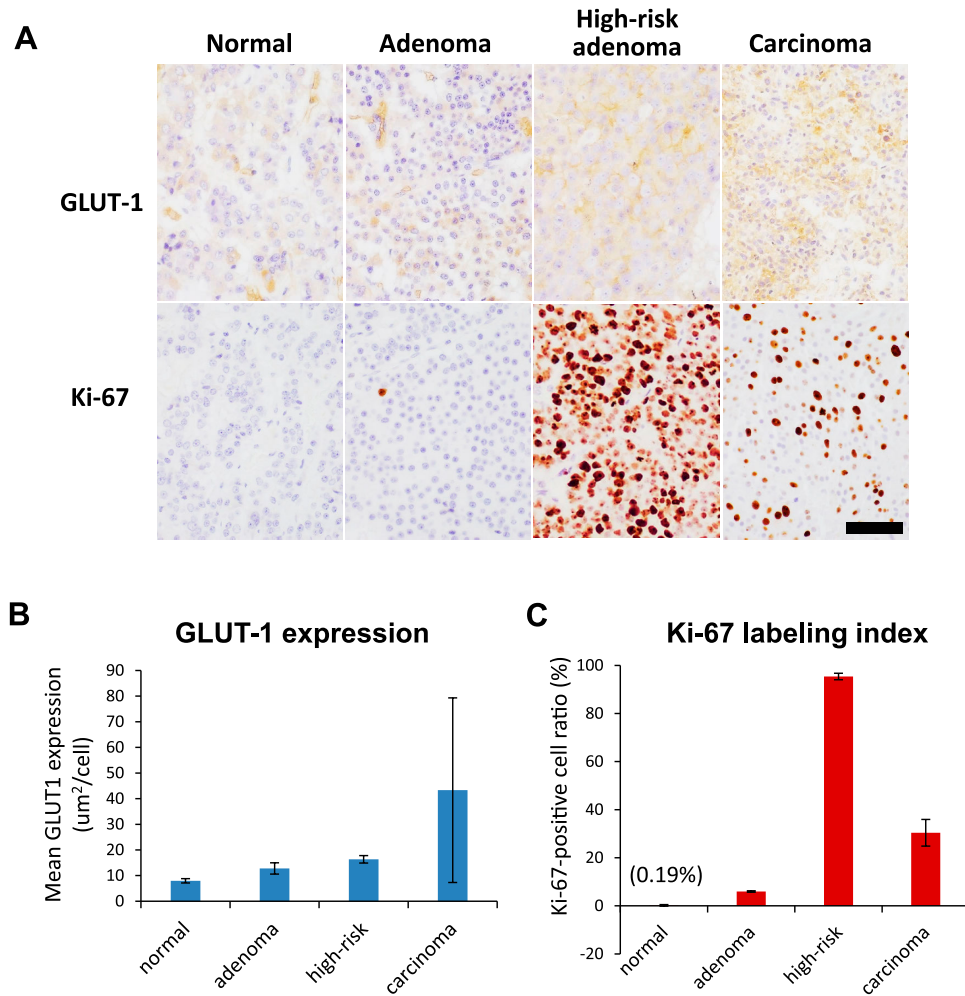 A
Normal
Adenoma
High-risk
adenoma
Carcinoma
GLUT-1
Ki-67
B
GLUT-1 expression
Mean GLUT1 expression
(um²/cell)
90
80
70
60
50
40
30
20
10
0
normal
adenoma
high-risk
carcinoma
C
Ki-67 labeling index
Ki-67-positive cell ratio (%)
100
80
60
40
20
0
-20
(0.19%)
normal
adenoma
high-risk
carcinoma